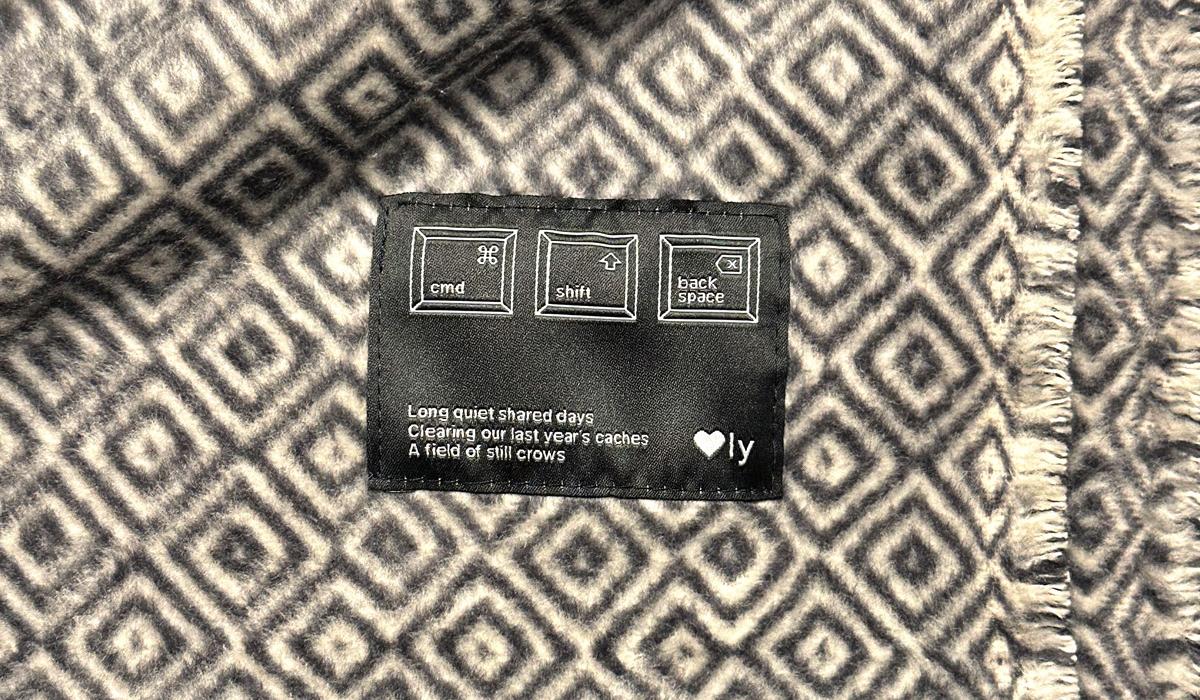 ⌘
cmd
⇧
shift
⌫
back
space
Long quiet shared days
Clearing our last year's caches
A field of still crows
♥ly